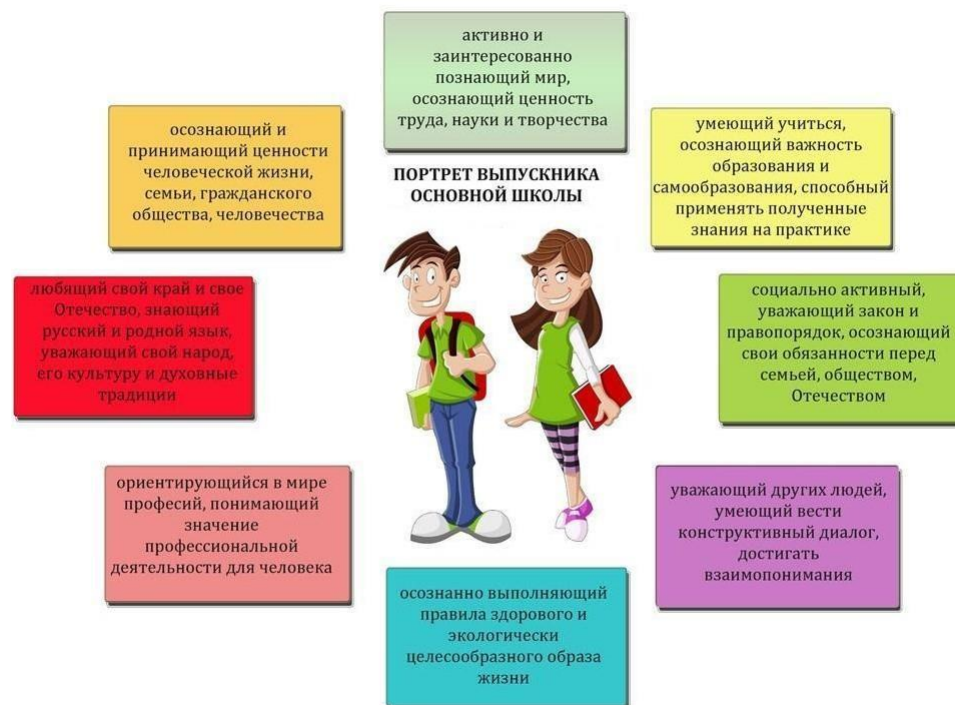 активно и
заинтересованно
познающий мир,
осознающий ценность
труда, науки и творчества
осознающий и
принимающий ценности
человеческой жизни,
семьи, гражданского
общества, человечества
умеющий учиться,
осознающий важность
образования и
самообразования, способный
применять полученные
знания на практике
ПОРТРЕТ ВЫПУСКНИКА
ОСНОВНОЙ ШКОЛЫ
любящий свой край и свое
Отечество, знающий
русский и родной язык,
уважающий свой народ,
его культуру и духовные
традиции
социально активный,
уважающий закон и
правопорядок, осознающий
свои обязанности перед
семьей, обществом,
Отечеством
ориентирующийся в мире
професий, понимающий
значение
профессиональной
деятельности для человека
уважающий других людей,
умеющий вести
конструктивный диалог,
достигать
взаимопонимания
осознанно выполняющий
правила здорового и
экологически
целесообразного образа
жизни